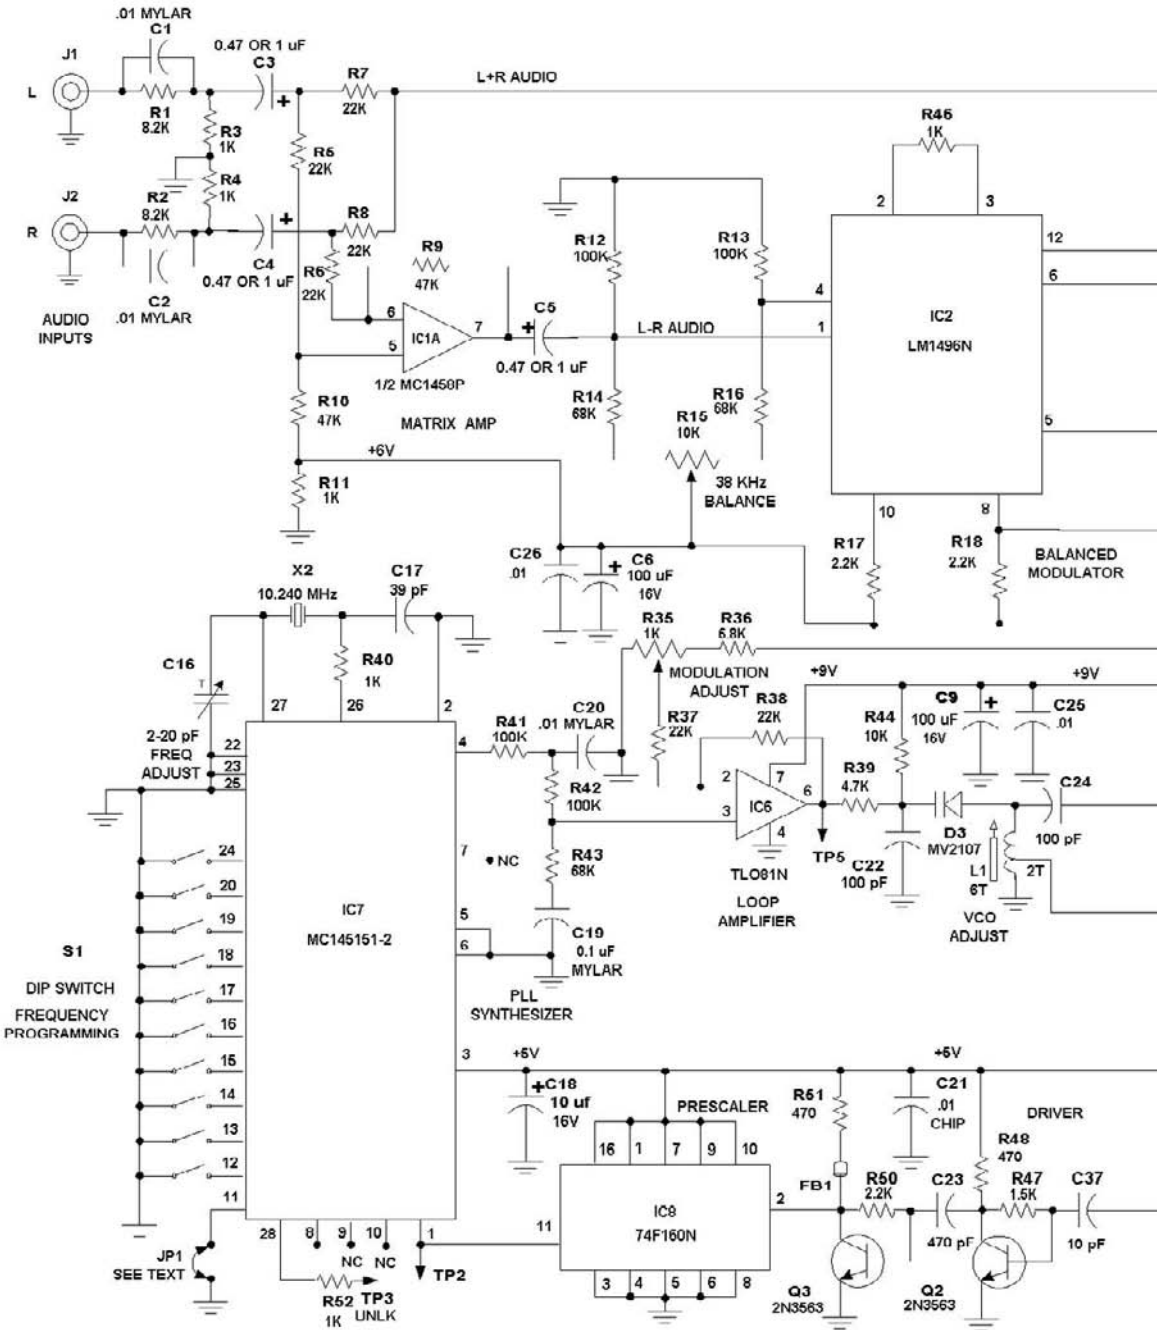 .01 MYLAR
C1
J1
L
R1
8.2K
0.47 OR 1 uF
C3
+
R7
22K
L+R AUDIO
R3
1K
R4
1K
R5
22K
J2
R
R2
8.2K
C2
.01 MYLAR
AUDIO
INPUTS
+
C4
0.47 OR 1 uF
R8
22K
R6
22K
R9
47K
6
5
7
IC1A
1/2 MC1458P
MATRIX AMP
+
C5
0.47 OR 1 uF
L-R AUDIO
R12
100K
R13
100K
R14
68K
R16
68K
R15
10K
38 KHz
BALANCE
R46
1K
2
3
12
6
4
1
IC2
LM1496N
5
10
8
R17
2.2K
R18
2.2K
BALANCED
MODULATOR
R10
47K
+6V
R11
1K
C26
.01
+
C6
100 uF
16V
X2
10.240 MHz
C17
39 pF
R40
1K
C16
T
2-20 pF
FREQ
ADJUST
27
26
2
22
23
25
4
R41
100K
C20
.01 MYLAR
R35
1K
R36
6.8K
MODULATION
ADJUST
R37
22K
R38
22K
+9V
+9V
R44
10K
C9
+
100 uF
16V
C25
.01
R42
100K
2
3
7
6
4
IC6
TLO81N
LOOP
AMPLIFIER
TP5
R39
4.7K
C22
100 pF
D3
MV2107
C24
100 pF
L1
6T
2T
VCO
ADJUST
R43
68K
C19
0.1 uF
MYLAR
7
NC
5
6
PLL
SYNTHESIZER
IC7
MC145151-2
S1
DIP SWITCH
FREQUENCY
PROGRAMMING
24
20
19
18
17
16
15
14
13
12
11
3
+5V
+5V
+
C18
10 uf
16V
PRESCALER
16
1
7
9
10
IC8
74F160N
11
2
3
4
5
6
8
R51
470
FB1
C21
.01
CHIP
DRIVER
R48
470
R50
2.2K
C23
470 pF
R47
1.5K
C37
10 pF
Q3
2N3563
Q2
2N3563
JP1
SEE TEXT
28
8
9
10
1
NC
NC
R52
1K
TP3
UNLK
TP2